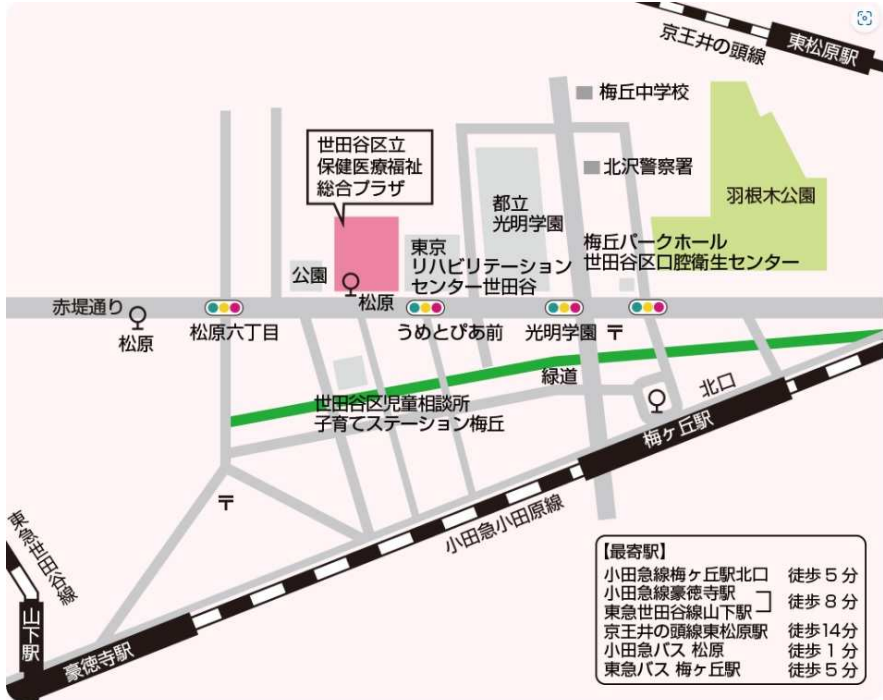 京王井の頭線
東松原駅
梅丘中学校
世田谷区立
保健医療福祉
総合プラザ
北沢警察署
羽根木公園
都立
光明学園
東京
リハビリテーション
センター世田谷
梅丘パークホール
世田谷区口腔衛生センター
公園
松原
赤堤通り
松原
松原六丁目
うめとぴあ前
光明学園
〒
緑道
北口
世田谷区児童相談所
子育てステーション梅丘
梅ヶ丘駅
〒
小田急小田原線
東急世田谷線
山下駅
豪徳寺駅
【最寄駅】
小田急線梅ヶ丘駅北口 徒歩5分
小田急線豪徳寺駅
東急世田谷線山下駅 徒歩8分
京王井の頭線東松原駅 徒歩14分
小田急バス 松原 徒歩1分
東急バス 梅ヶ丘駅 徒歩5分